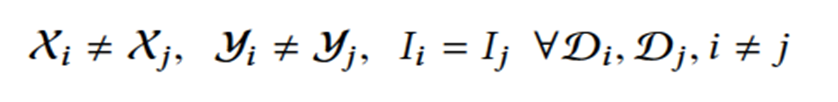 𝒳ᵢ ≠ 𝒳ⱼ, 𝒴ᵢ ≠ 𝒴ⱼ, Iᵢ = Iⱼ ∀𝒟ᵢ, 𝒟ⱼ, i ≠ j